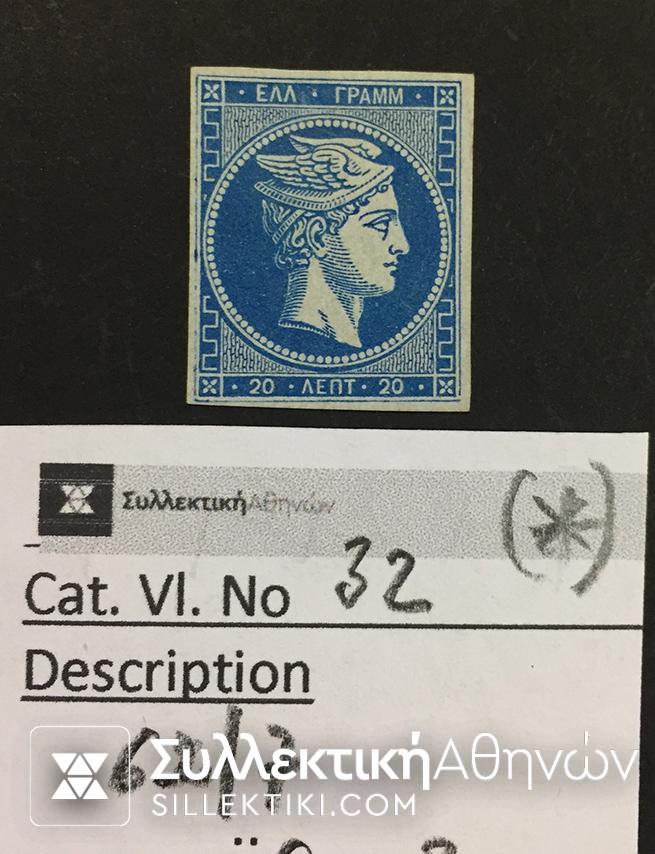 · ΕΛΛ · ΓΡΑΜΜ ·
· 20 · ΛΕΠΤ · 20 ·
ΣυλλεκτικήΑθηνών
(*)
Cat. Vl. No 32
Description
ΣυλλεκτικήΑθηνών
SILLEKTIKI.COM